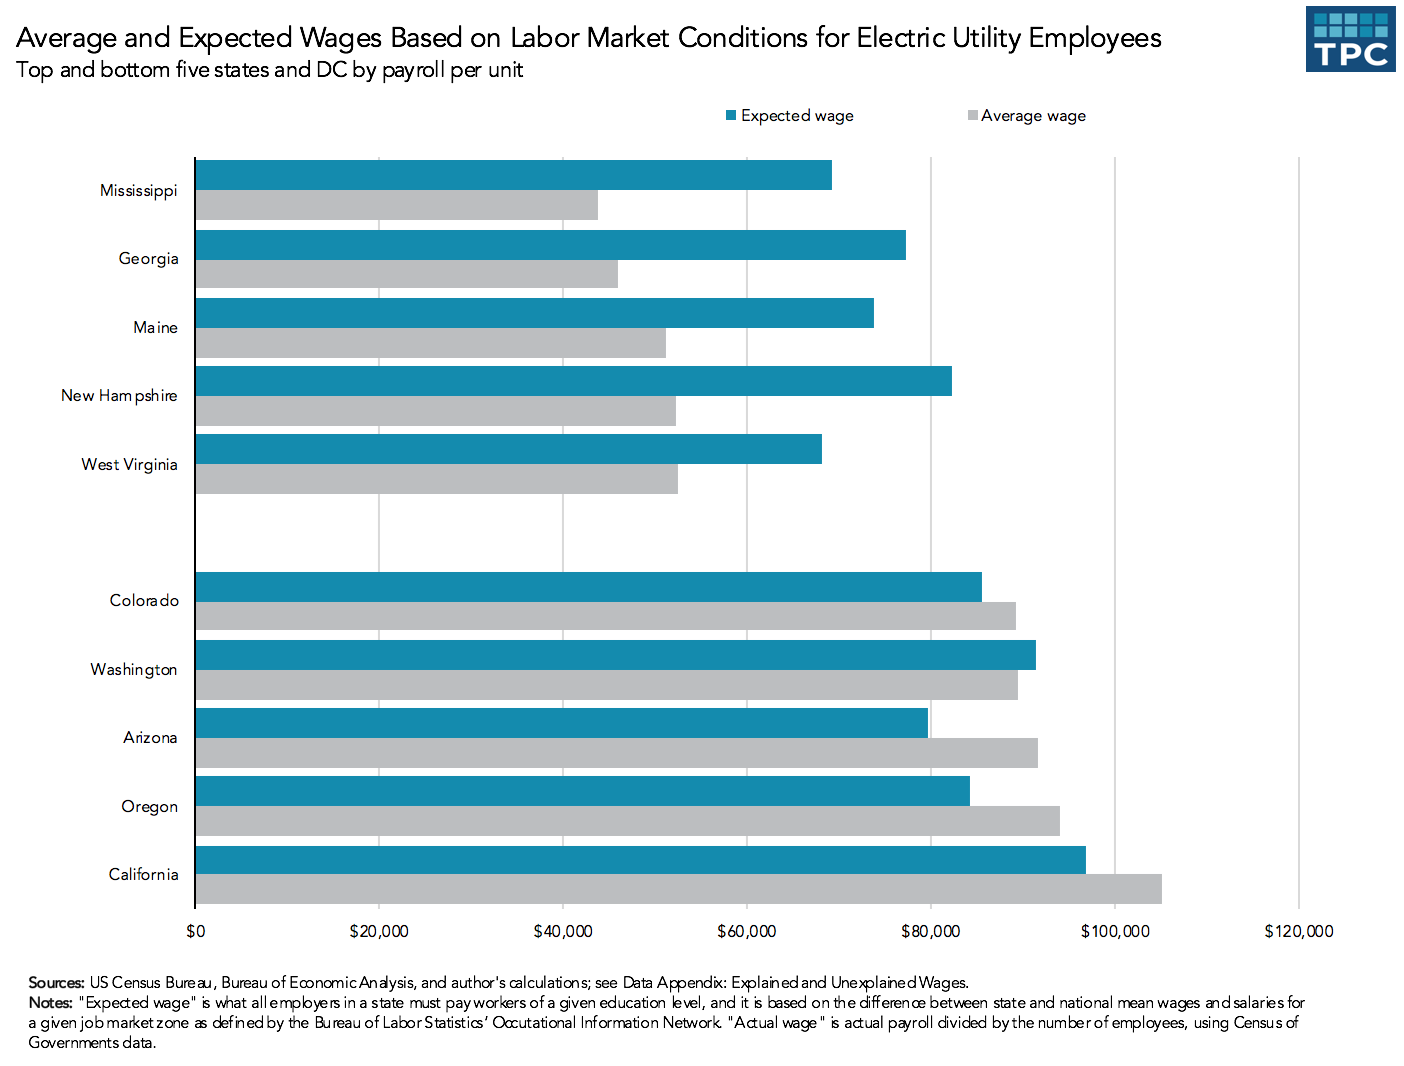 Average and Expected Wages Based on Labor Market Conditions for Electric Utility Employees
Top and bottom five states and DC by payroll per unit
TPC
Expected wage
Average wage
Mississippi
Georgia
Maine
New Hampshire
West Virginia
Colorado
Washington
Arizona
Oregon
California
$0
$20,000
$40,000
$60,000
$80,000
$100,000
$120,000
Sources: US Census Bureau, Bureau of Economic Analysis, and author's calculations; see Data Appendix: Explained and Unexplained Wages.
Notes: "Expected wage" is what all employers in a state must pay workers of a given education level, and it is based on the difference between state and national mean wages and salaries for
a given job market zone as defined by the Bureau of Labor Statistics' Occutational Information Network. "Actual wage" is actual payroll divided by the number of employees, using Census of
Governments data.